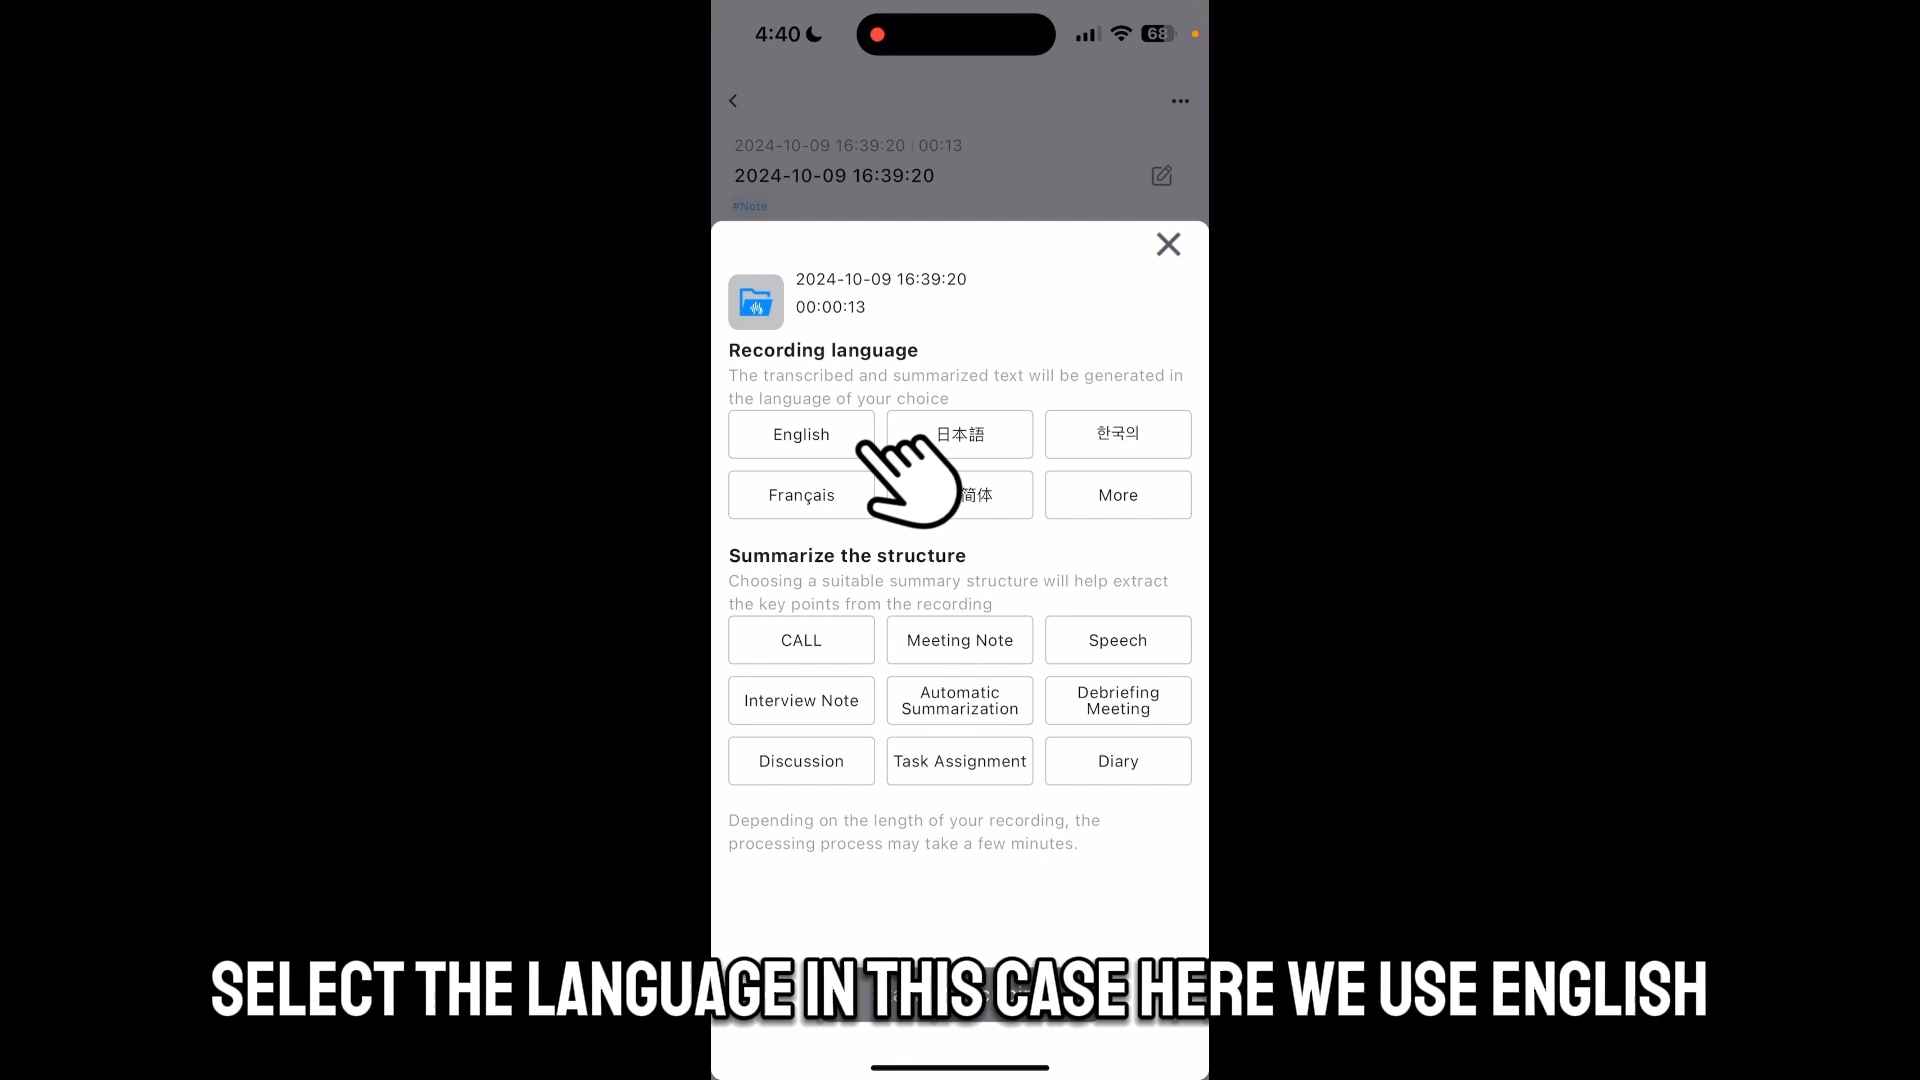 4:40
68
2024-10-09 16:39:20 | 00:13
2024-10-09 16:39:20
#Note
2024-10-09 16:39:20
00:00:13
Recording language
The transcribed and summarized text will be generated in
the language of your choice
English 日本語 한국의
Français 简体 More
Summarize the structure
Choosing a suitable summary structure will help extract
the key points from the recording
CALL Meeting Note Speech
Interview Note Automatic Summarization Debriefing Meeting
Discussion Task Assignment Diary
Depending on the length of your recording, the
processing process may take a few minutes.
SELECT THE LANGUAGE IN THIS CASE HERE WE USE ENGLISH